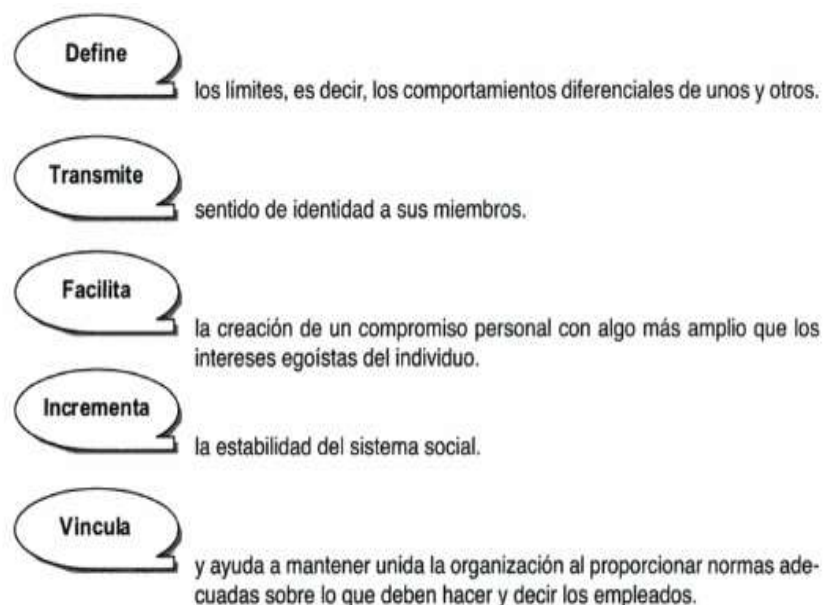 Define
los límites, es decir, los comportamientos diferenciales de unos y otros.
Transmite
sentido de identidad a sus miembros.
Facilita
la creación de un compromiso personal con algo más amplio que los
intereses egoístas del individuo.
Incrementa
la estabilidad del sistema social.
Vincula
y ayuda a mantener unida la organización al proporcionar normas ade-
cuadas sobre lo que deben hacer y decir los empleados.